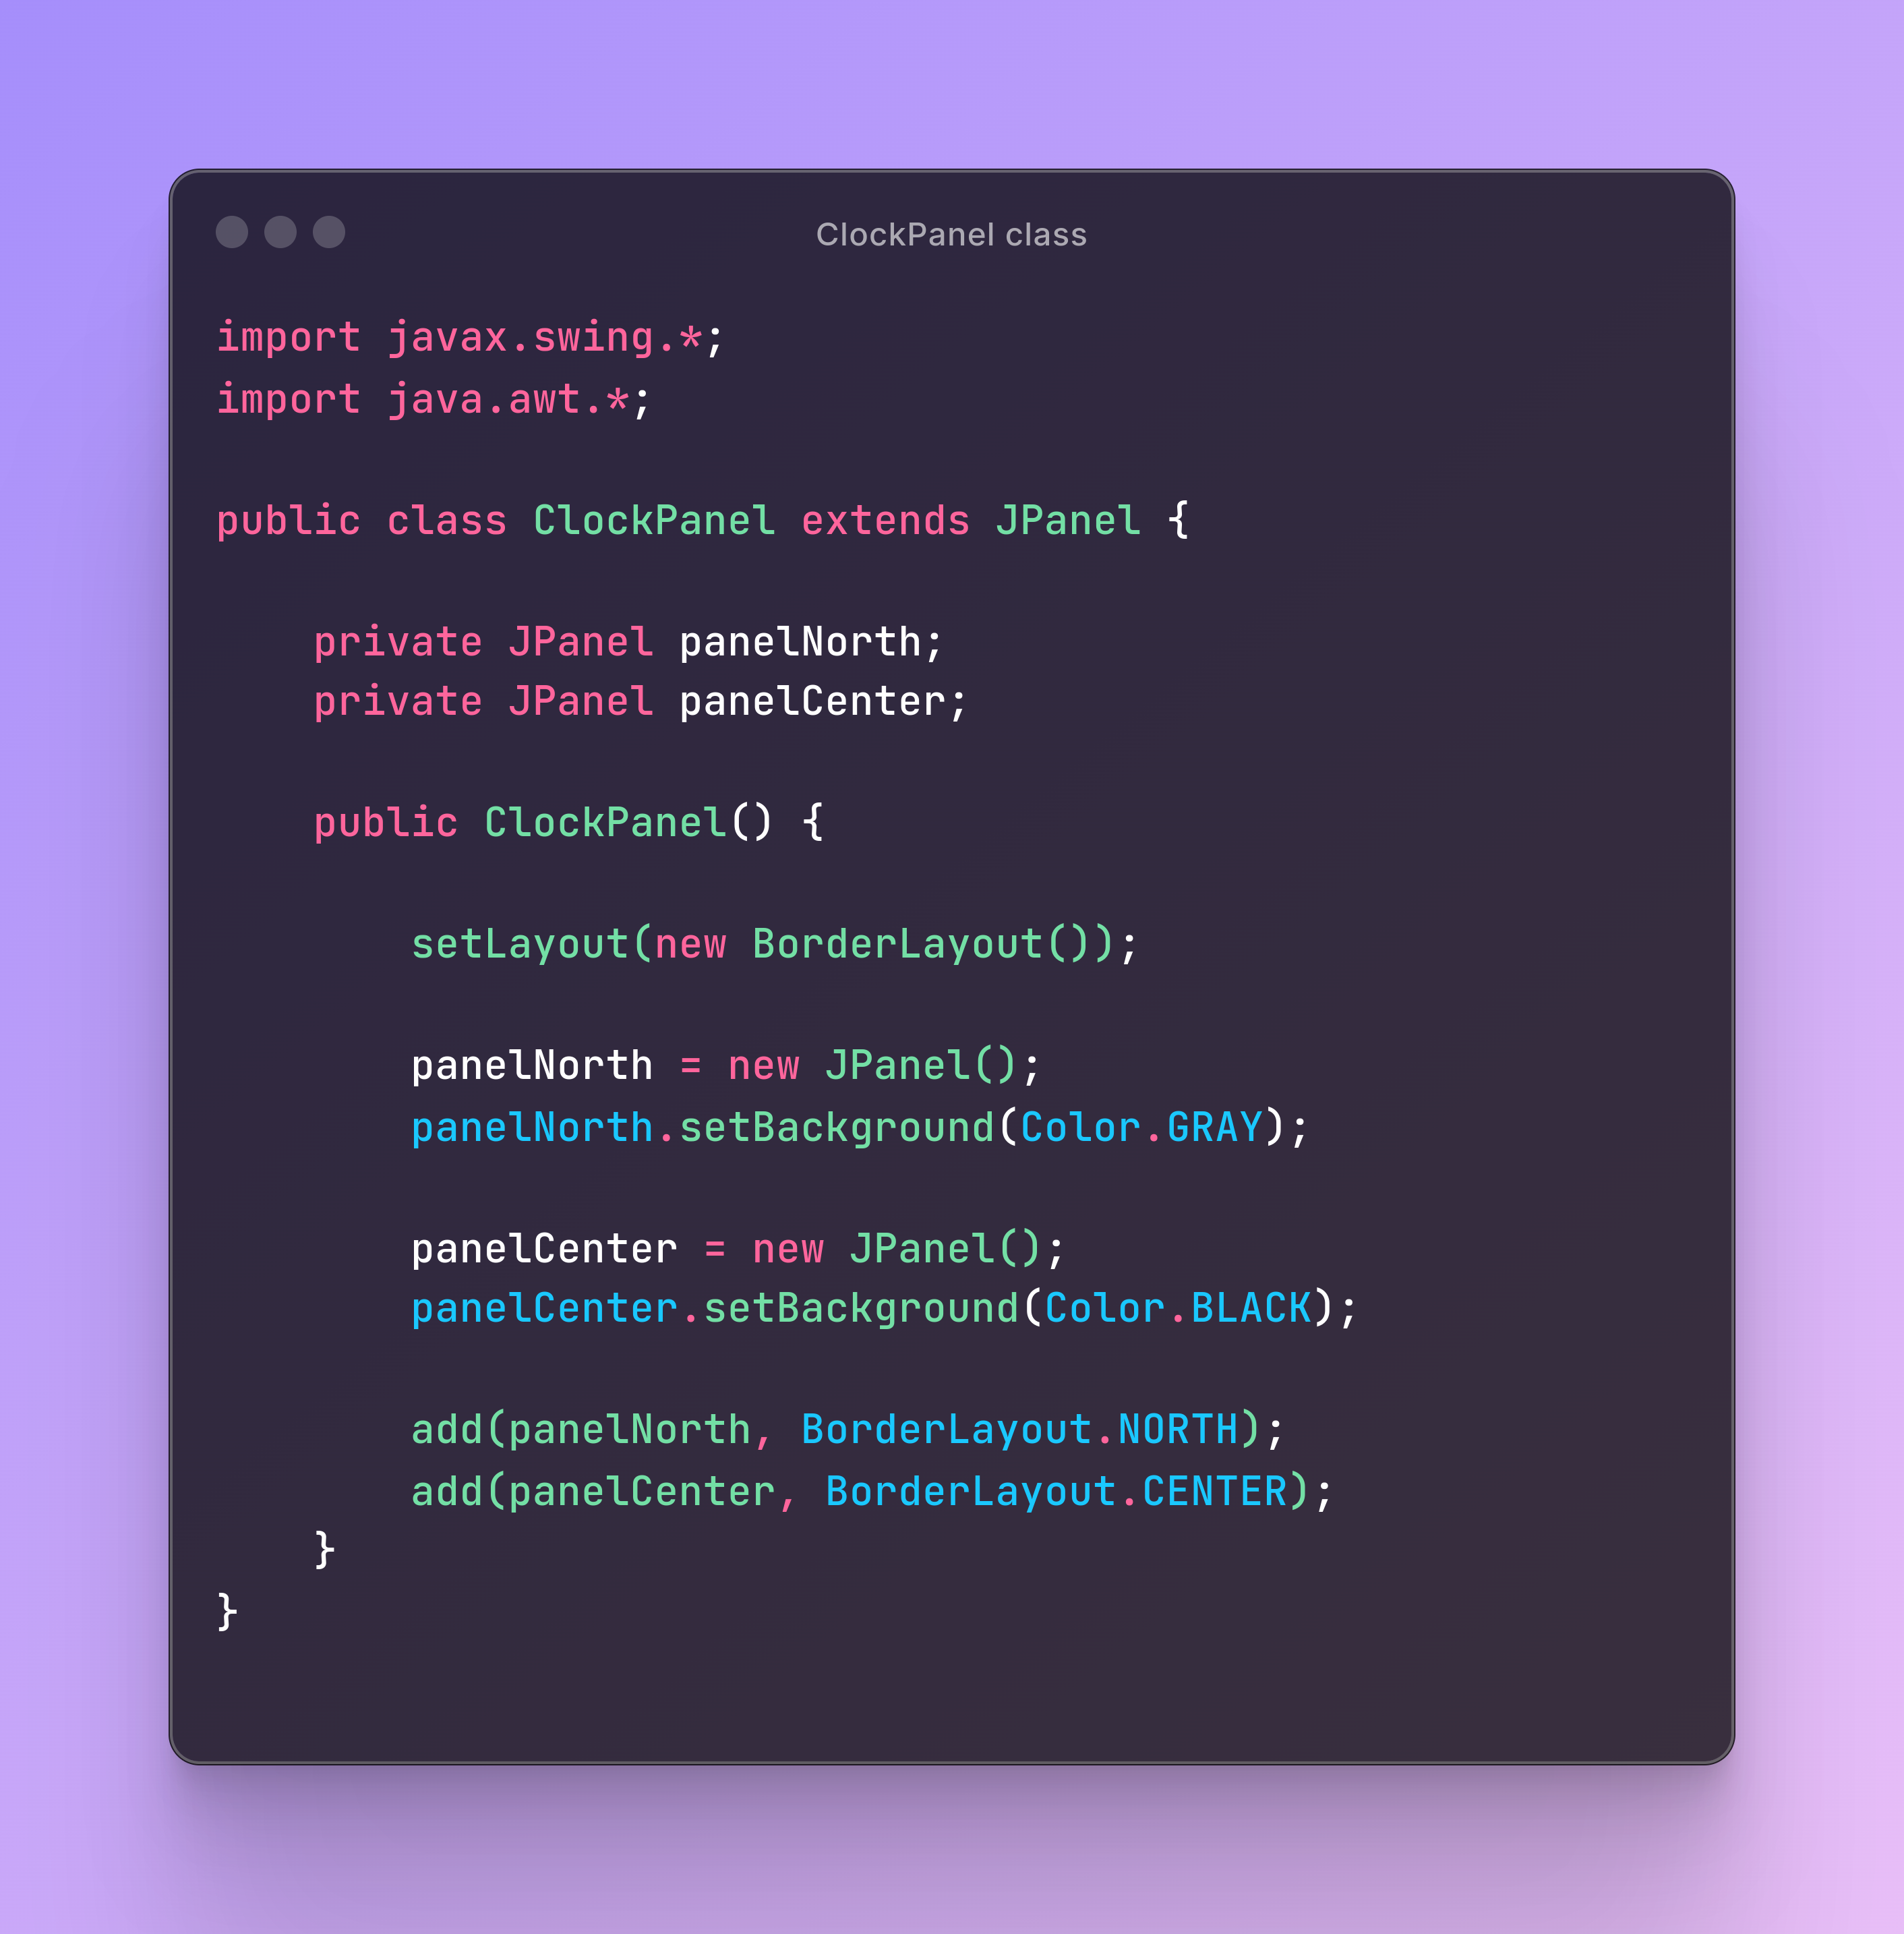 ClockPanel class
import javax.swing.*;
import java.awt.*;
public class ClockPanel extends JPanel {
private JPanel panelNorth;
private JPanel panelCenter;
public ClockPanel() {
setLayout(new BorderLayout());
panelNorth = new JPanel();
panelNorth.setBackground(Color.GRAY);
panelCenter = new JPanel();
panelCenter.setBackground(Color.BLACK);
add(panelNorth, BorderLayout.NORTH);
add(panelCenter, BorderLayout.CENTER);
}
}